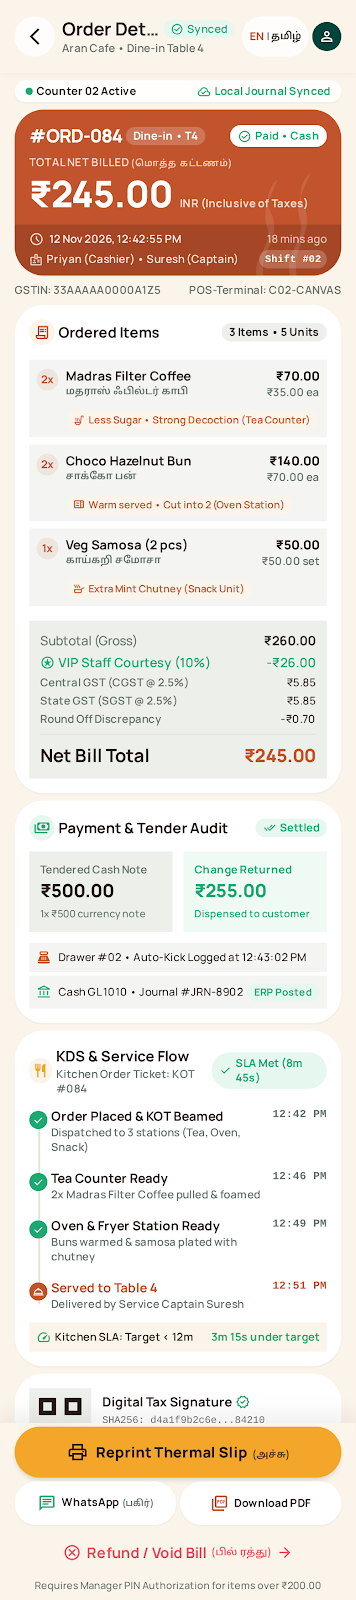 Order Det...
Synced
Aran Cafe • Dine-in Table 4
EN | தமிழ்
Counter 02 Active
Local Journal Synced
#ORD-084
Dine-in • T4
Paid • Cash
TOTAL NET BILLED (மொத்த கட்டணம்)
₹245.00 INR (Inclusive of Taxes)
12 Nov 2026, 12:42:55 PM
18 mins ago
Priyan (Cashier) • Suresh (Captain)
Shift #02
GSTIN: 33AAAAA0000A1Z5
POS-Terminal: C02-CANVAS
Ordered Items
3 Items • 5 Units
2x Madras Filter Coffee ₹70.00
மதராஸ் ஃபில்டர் காபி ₹35.00 ea
Less Sugar • Strong Decoction (Tea Counter)
2x Choco Hazelnut Bun ₹140.00
சாக்கோ பன் ₹70.00 ea
Warm served • Cut into 2 (Oven Station)
1x Veg Samosa (2 pcs) ₹50.00
காய்கறி சமோசா ₹50.00 set
Extra Mint Chutney (Snack Unit)
Subtotal (Gross) ₹260.00
VIP Staff Courtesy (10%) -₹26.00
Central GST (CGST @ 2.5%) ₹5.85
State GST (SGST @ 2.5%) ₹5.85
Round Off Discrepancy -₹0.70
Net Bill Total ₹245.00
Payment & Tender Audit
Settled
Tendered Cash Note
₹500.00
1x ₹500 currency note
Change Returned
₹255.00
Dispensed to customer
Drawer #02 • Auto-Kick Logged at 12:43:02 PM
Cash GL 1010 • Journal #JRN-8902 ERP Posted
KDS & Service Flow
Kitchen Order Ticket: KOT
#084
SLA Met (8m
45s)
Order Placed & KOT Beamed 12:42 PM
Dispatched to 3 stations (Tea, Oven,
Snack)
Tea Counter Ready 12:46 PM
2x Madras Filter Coffee pulled & foamed
Oven & Fryer Station Ready 12:49 PM
Buns warmed & samosa plated with
chutney
Served to Table 4 12:51 PM
Delivered by Service Captain Suresh
Kitchen SLA: Target < 12m 3m 15s under target
Digital Tax Signature
SHA256: d4a1f9b2c6e...84210
Reprint Thermal Slip (அச்சு)
WhatsApp (பகிர்)
PDF Download PDF
Refund / Void Bill (பில் ரத்து) →
Requires Manager PIN Authorization for items over ₹200.00